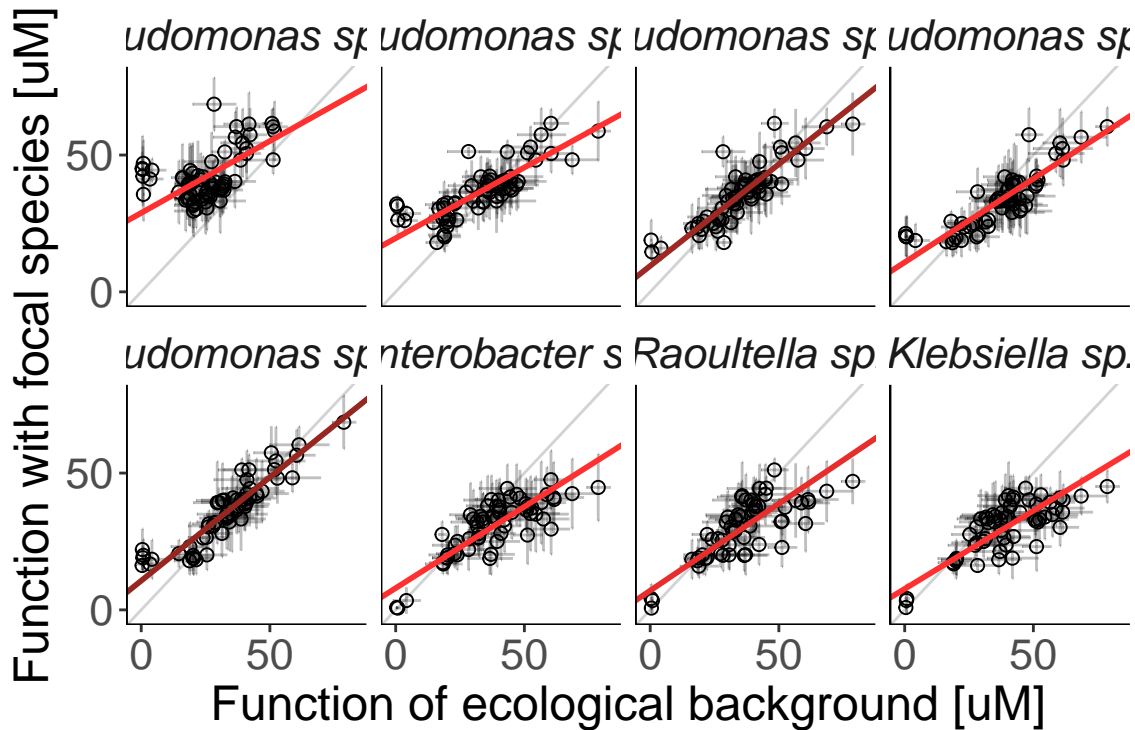 Function with focal species [uM]
udomonas sp
udomonas sp
udomonas sp
udomonas sp
50
0
udomonas sp
nterobacter s
Raoultella sp.
Klebsiella sp.
50
0
0 50 0 50 0 50 0 50
Function of ecological background [uM]